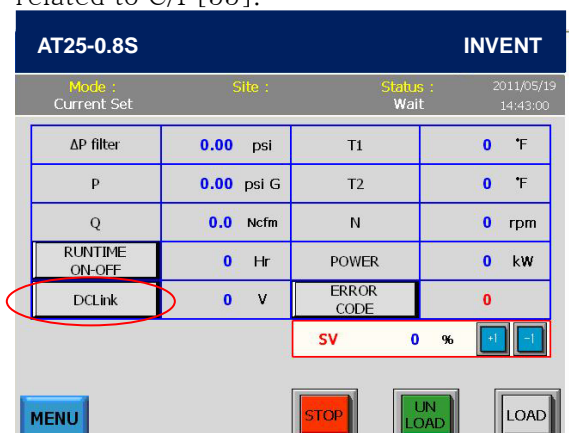 AT25-0.8S INVENT
Mode : Site : Status : 2011/05/19
Current Set Wait 14:43:00
ΔP filter 0.00 psi T1 0 °F
P 0.00 psi G T2 0 °F
Q 0.0 Ncfm N 0 rpm
RUNTIME
ON-OFF 0 Hr POWER 0 kW
DCLink 0 V ERROR
CODE 0
SV 0 % +1 -1
MENU STOP UN
LOAD LOAD